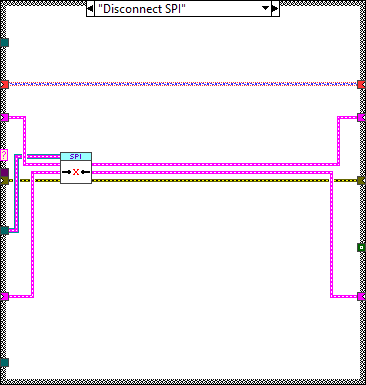 "Disconnect SPI"
?
SPI
X